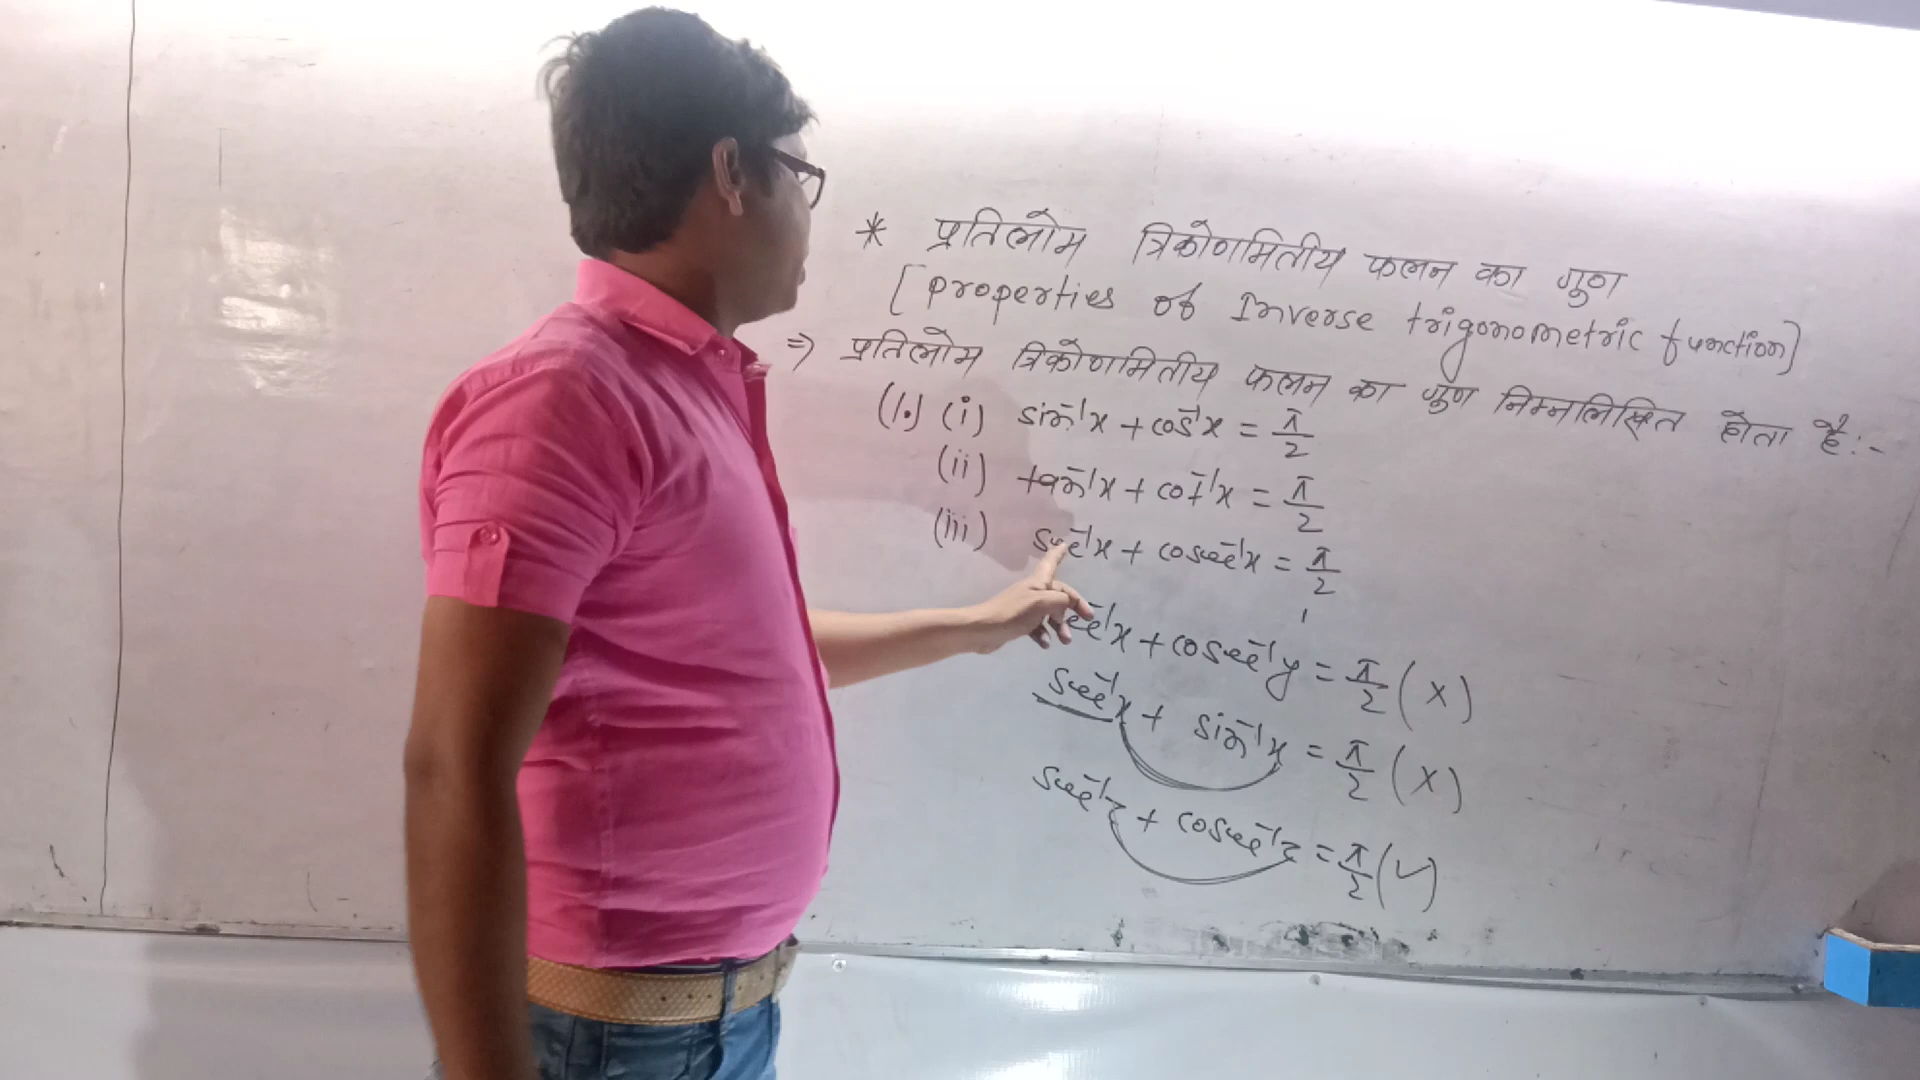 * प्रतिलोम त्रिकोणमितीय फलन का गुण
[properties of Inverse trigonometric function]
⇒ प्रतिलोम त्रिकोणमितीय फलन का गुण निम्नलिखित होता है:-
(1.) (i) sin⁻¹x + cos⁻¹x = π/2
(ii) tan⁻¹x + cot⁻¹x = π/2
(iii) sec⁻¹x + cosec⁻¹x = π/2
sec⁻¹x + cosec⁻¹y = π/2 (×)
sec⁻¹x + sin⁻¹x = π/2 (×)
sec⁻¹z + cosec⁻¹z = π/2 (✓)